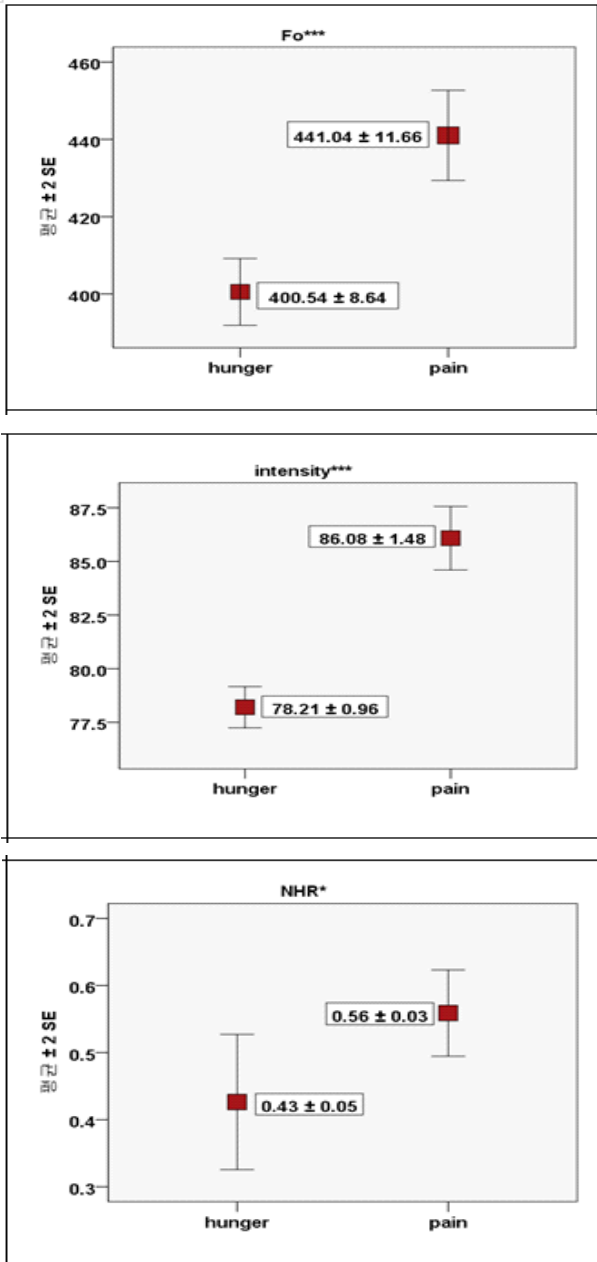 Fo***
460
440
420
400
평균 ± 2 SE
441.04 ± 11.66
400.54 ± 8.64
hunger pain
intensity***
87.5
85.0
82.5
80.0
77.5
평균 ± 2 SE
86.08 ± 1.48
78.21 ± 0.96
hunger pain
NHR*
0.7
0.6
0.5
0.4
0.3
평균 ± 2 SE
0.56 ± 0.03
0.43 ± 0.05
hunger pain